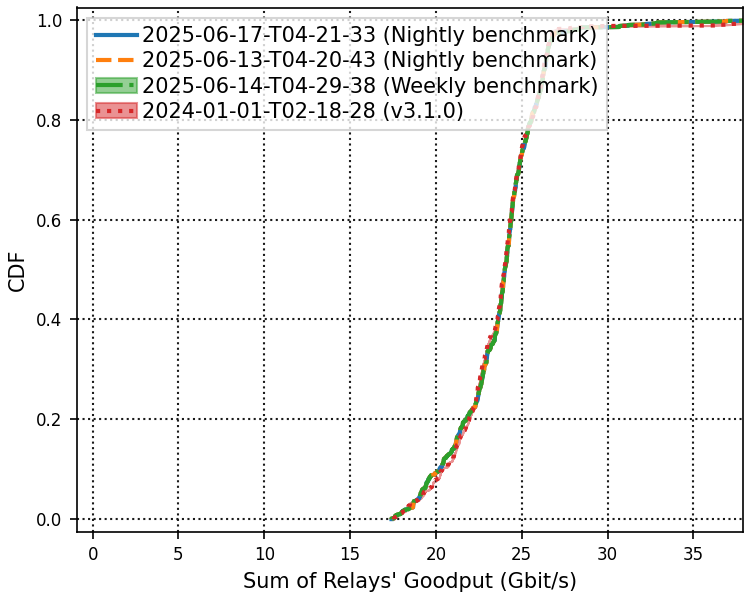 2025-06-17-T04-21-33 (Nightly benchmark)
2025-06-13-T04-20-43 (Nightly benchmark)
2025-06-14-T04-29-38 (Weekly benchmark)
2024-01-01-T02-18-28 (v3.1.0)
1.0
0.8
0.6
0.4
0.2
0.0
CDF
0 5 10 15 20 25 30 35
Sum of Relays' Goodput (Gbit/s)